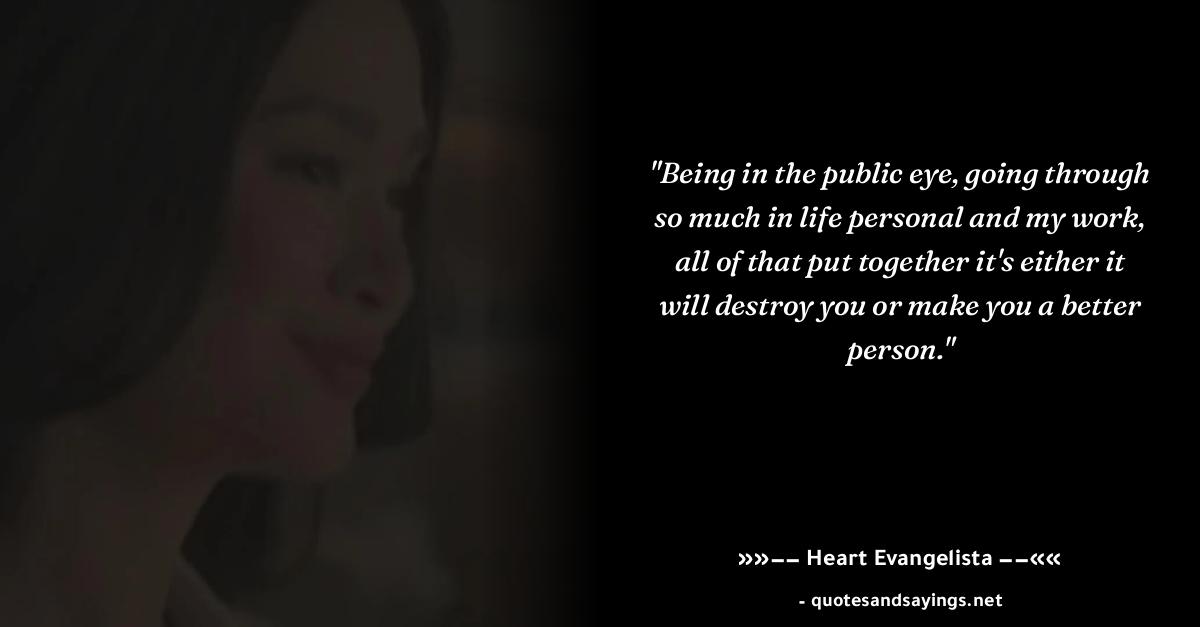 "Being in the public eye, going through
so much in life personal and my work,
all of that put together it's either it
will destroy you or make you a better
person."
»»–– Heart Evangelista ––««
- quotesandsayings.net